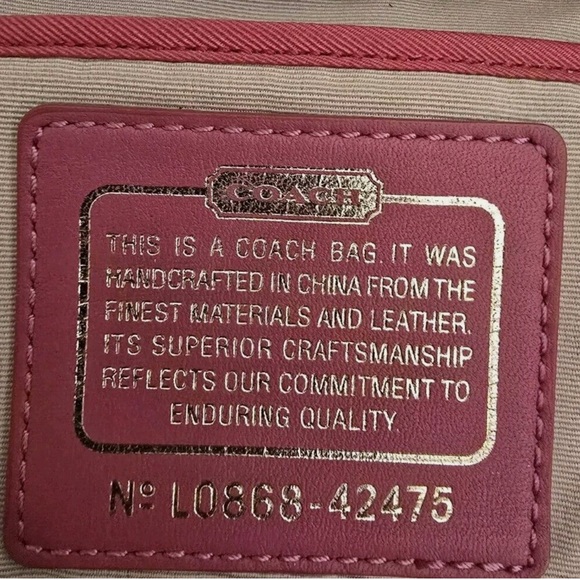 COACH
THIS IS A COACH BAG. IT WAS
HANDCRAFTED IN CHINA FROM THE
FINEST MATERIALS AND LEATHER.
ITS SUPERIOR CRAFTSMANSHIP
REFLECTS OUR COMMITMENT TO
ENDURING QUALITY.
Nº L0868-42475